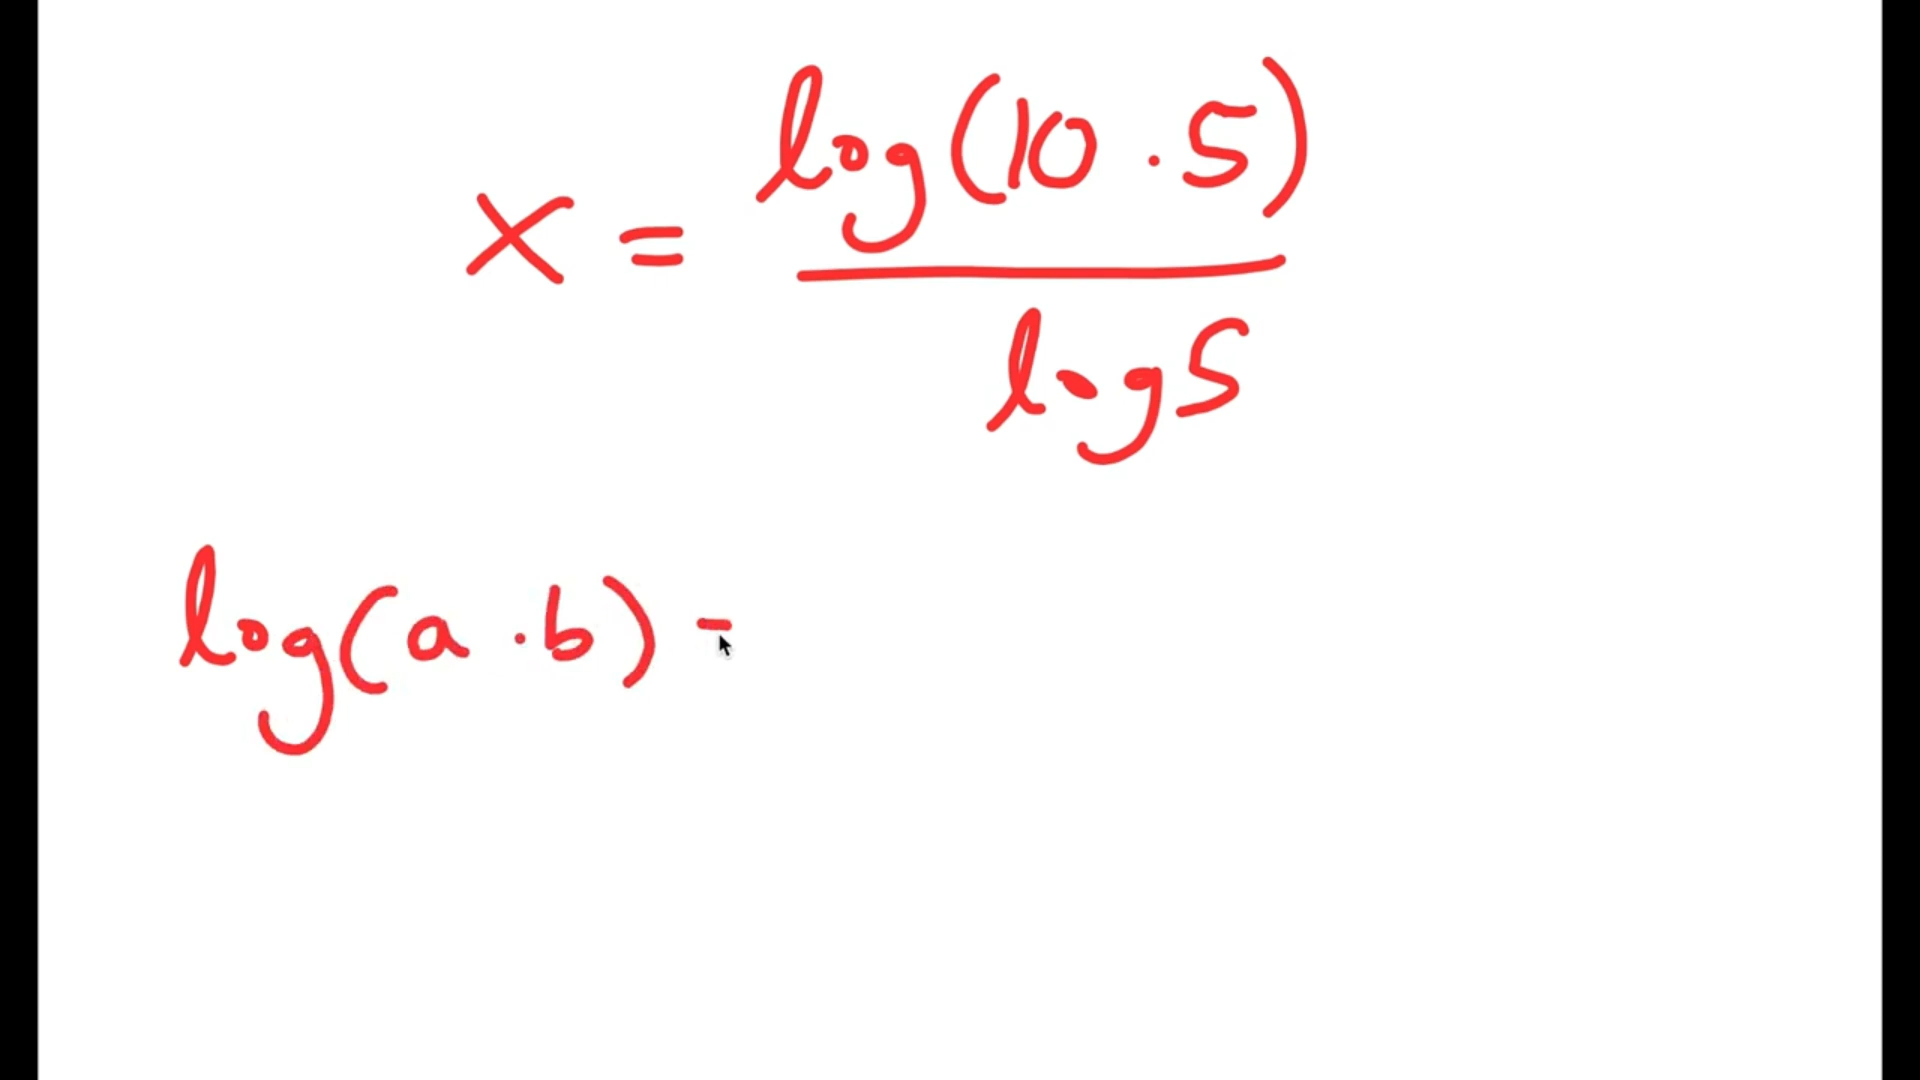 x = log(10 · 5)
log5
log(a · b) -